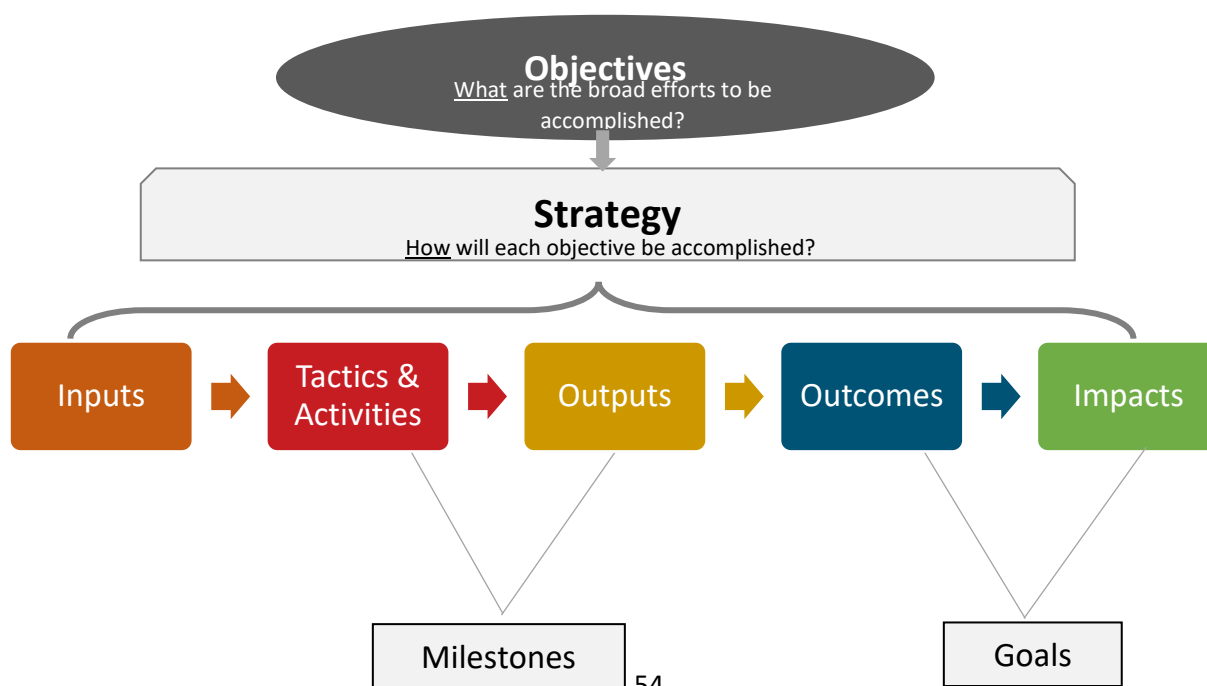 Objectives
What are the broad efforts to be
accomplished?
Strategy
How will each objective be accomplished?
Inputs
Tactics &
Activities
Outputs
Outcomes
Impacts
Milestones
Goals
54